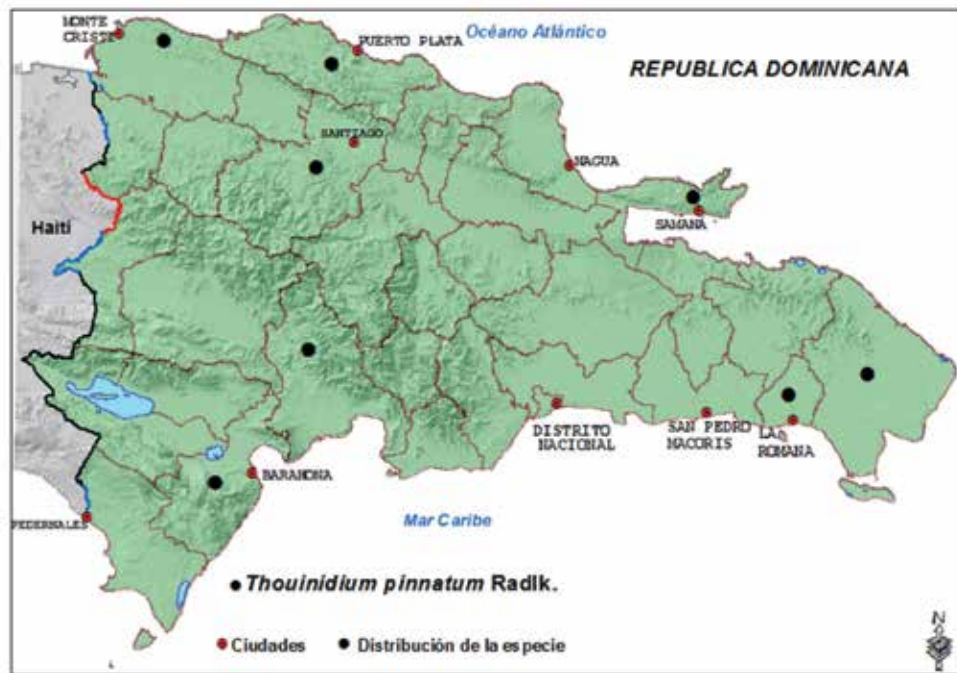 MONTE
CRISTI
PUERTO PLATA
Océano Atlántico
REPUBLICA DOMINICANA
SANTIAGO
NAGUA
SAMANA
Haití
DISTRITO
NACIONAL
SAN PEDRO
MACORIS
LA
ROMANA
BARAHONA
PEDERNALES
Mar Caribe
Thouinidium pinnatum Radlk.
Ciudades
Distribución de la especie
N